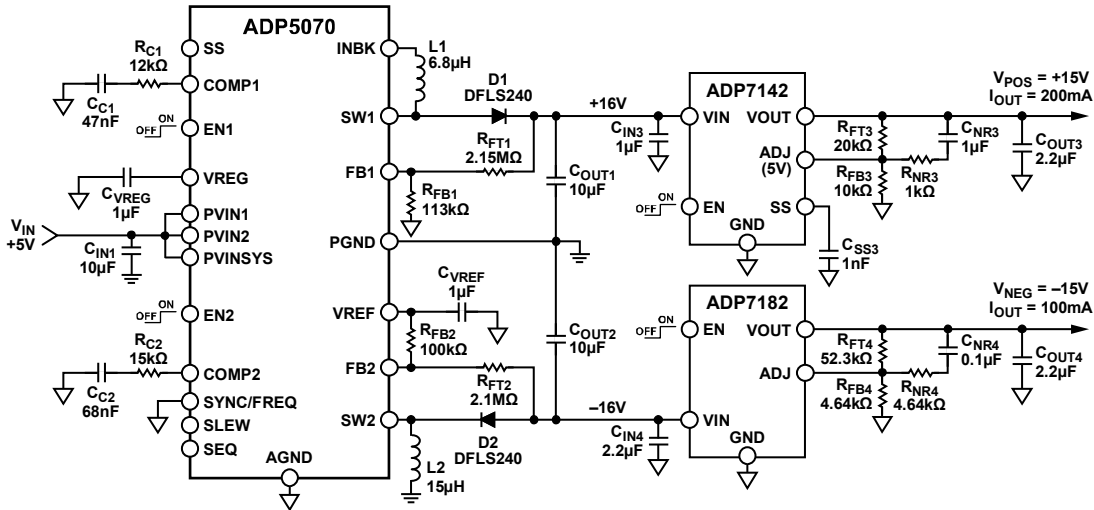 ADP5070
SS
COMP1
EN1
VREG
PVIN1
PVIN2
PVINSYS
EN2
COMP2
SYNC/FREQ
SLEW
SEQ
AGND
INBK
SW1
FB1
PGND
VREF
FB2
SW2
RC1
12kΩ
CC1
47nF
ON
OFF
CVREG
1µF
VIN
+5V
CIN1
10µF
ON
OFF
RC2
15kΩ
CC2
68nF
L1
6.8µH
D1
DFLS240
RFT1
2.15MΩ
RFB1
113kΩ
COUT1
10µF
CVREF
1µF
RFB2
100kΩ
RFT2
2.1MΩ
COUT2
10µF
D2
DFLS240
L2
15µH
+16V
–16V
CIN3
1µF
ON
OFF
ADP7142
VIN
VOUT
ADJ
(5V)
EN
SS
GND
RFT3
20kΩ
RFB3
10kΩ
CNR3
1µF
RNR3
1kΩ
CSS3
1nF
COUT3
2.2µF
VPOS = +15V
IOUT = 200mA
CIN4
2.2µF
ON
OFF
ADP7182
EN
VOUT
ADJ
VIN
GND
RFT4
52.3kΩ
RFB4
4.64kΩ
CNR4
0.1µF
RNR4
4.64kΩ
COUT4
2.2µF
VNEG = –15V
IOUT = 100mA